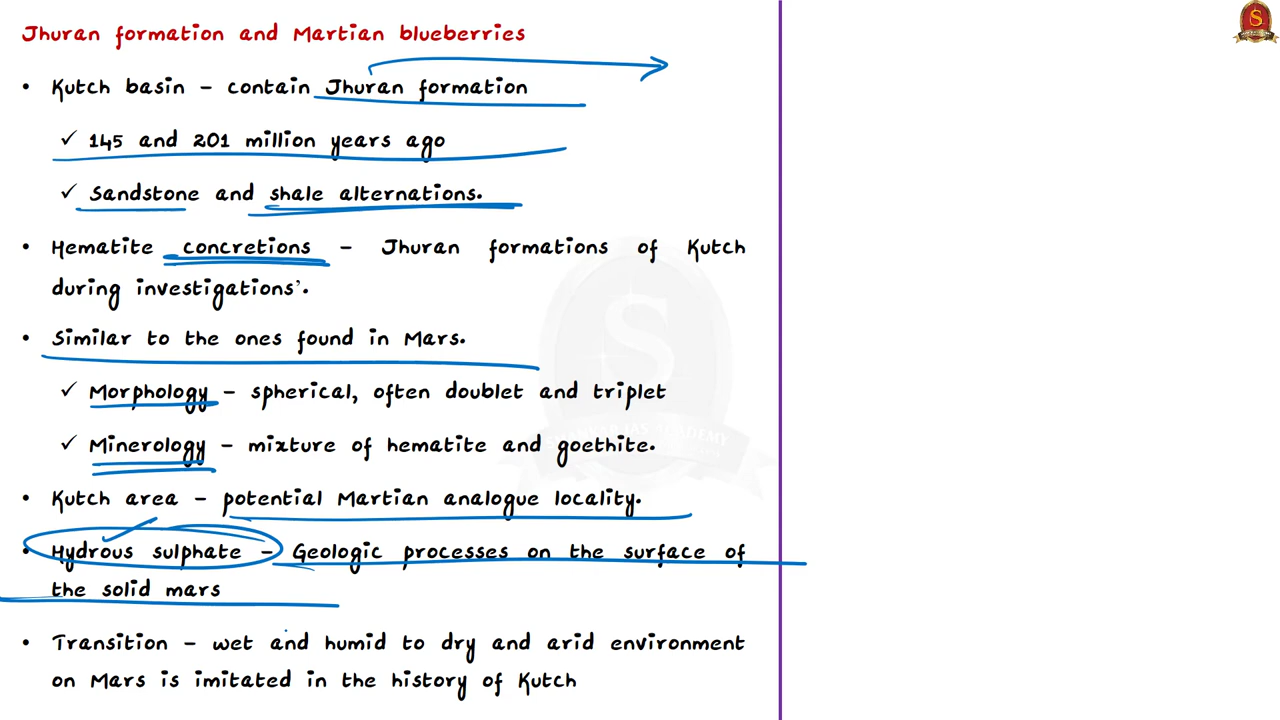 Jhuran formation and Martian blueberries
• Kutch basin – contain Jhuran formation
✓ 145 and 201 million years ago
✓ Sandstone and shale alternations.
• Hematite concretions – Jhuran formations of Kutch
during investigations’.
• Similar to the ones found in Mars.
✓ Morphology – spherical, often doublet and triplet
✓ Minerology – mixture of hematite and goethite.
• Kutch area – potential Martian analogue locality.
• Hydrous sulphate – Geologic processes on the surface of
the solid mars
• Transition – wet and humid to dry and arid environment
on Mars is imitated in the history of Kutch